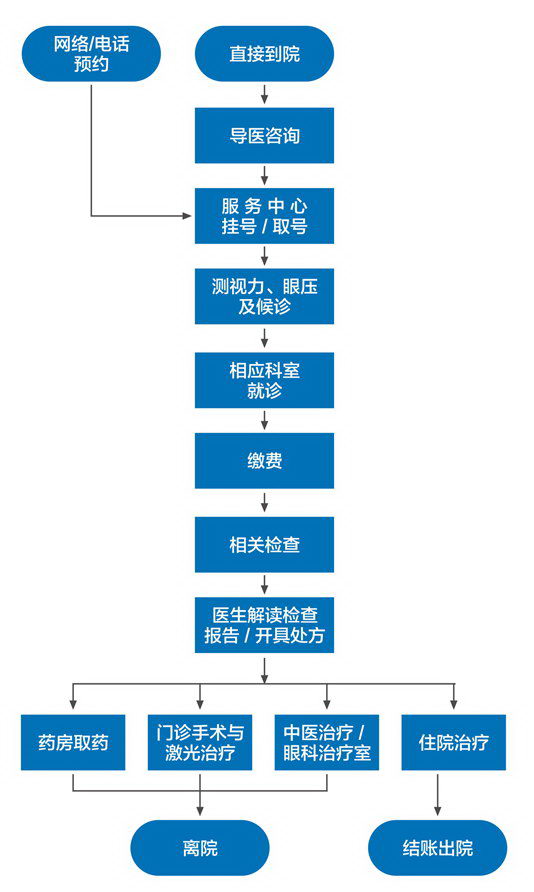 网络/电话
预约
直接到院
导医咨询
服 务 中 心
挂号 / 取号
测视力、眼压
及候诊
相应科室
就诊
缴费
相关检查
医生解读检查
报告 / 开具处方
药房取药
门诊手术与
激光治疗
中医治疗 /
眼科治疗室
住院治疗
离院
结账出院